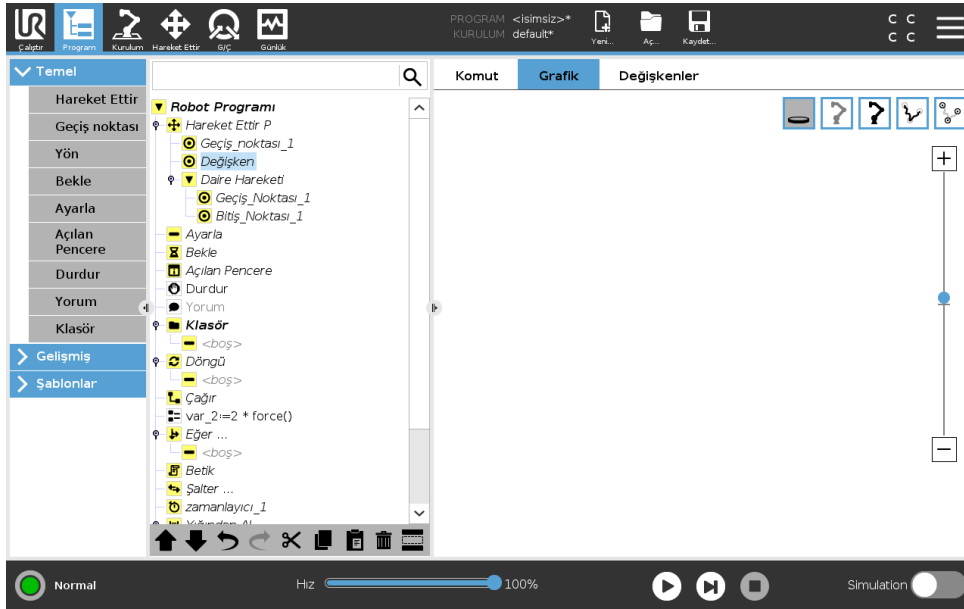 PROGRAM <isimsiz>*
KURULUM default*
Çalıştır Program Kurulum Hareket Ettir G/Ç Günlük Yeni... Aç... Kaydet...
C C
C C
Temel
Hareket Ettir
Geçiş noktası
Yön
Bekle
Ayarla
Açılan
Pencere
Durdur
Yorum
Klasör
Gelişmiş
Şablonlar
Robot Programı
Hareket Ettir P
Geçiş_noktası_1
Değişken
Daire Hareketi
Geçiş_Noktası_1
Bitiş_Noktası_1
Ayarla
Bekle
Açılan Pencere
Durdur
Yorum
Klasör
<boş>
Döngü
<boş>
Çağır
var_2:=2 * force()
Eğer ...
<boş>
Betik
Şalter ...
zamanlayıcı_1
Komut Grafik Değişkenler
Normal Hız 100% Simulation